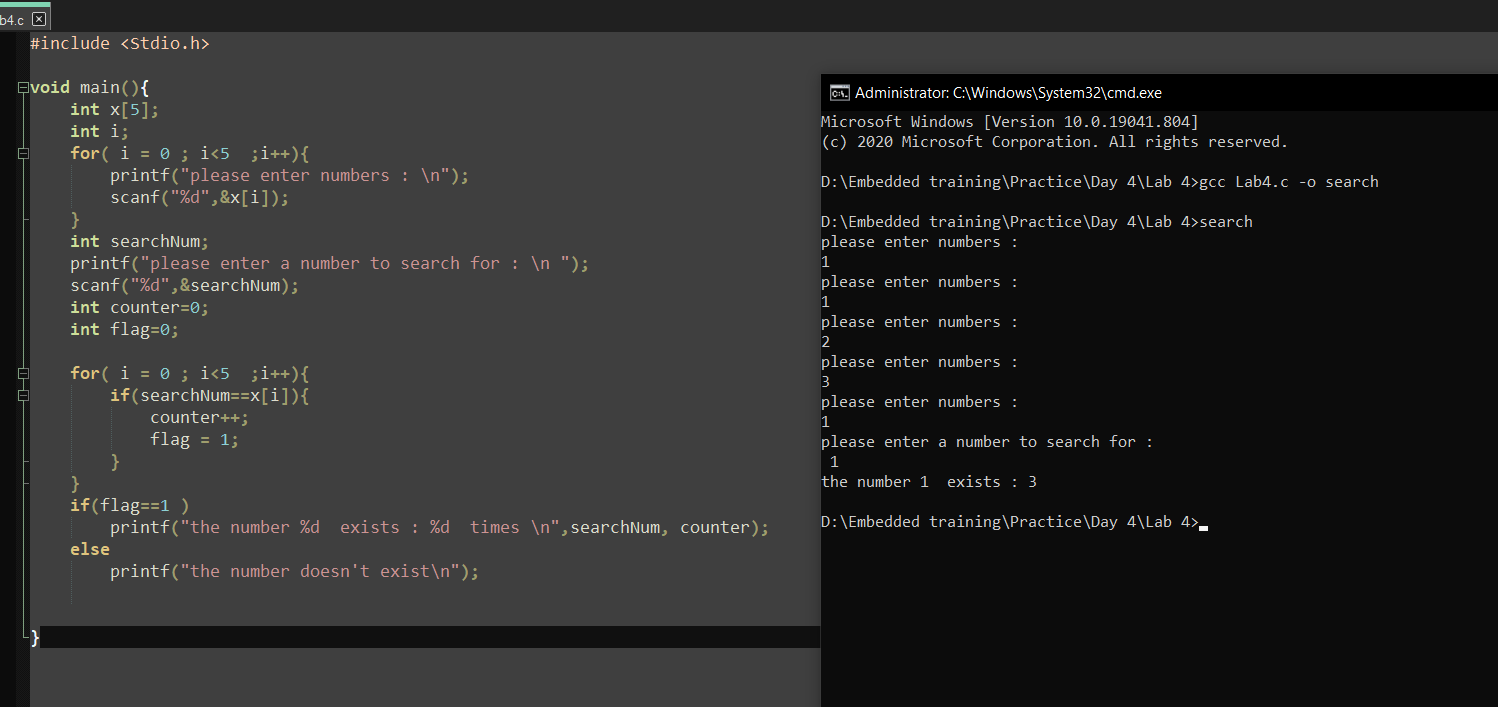 b4.c
#include <Stdio.h>
void main(){
    int x[5];
    int i;
    for( i = 0 ; i<5  ;i++){
        printf("please enter numbers : \n");
        scanf("%d",&x[i]);
    }
    int searchNum;
    printf("please enter a number to search for : \n ");
    scanf("%d",&searchNum);
    int counter=0;
    int flag=0;
    for( i = 0 ; i<5  ;i++){
        if(searchNum==x[i]){
            counter++;
            flag = 1;
        }
    }
    if(flag==1 )
        printf("the number %d  exists : %d  times \n",searchNum, counter);
    else
        printf("the number doesn't exist\n");
}
Administrator: C:\Windows\System32\cmd.exe
Microsoft Windows [Version 10.0.19041.804]
(c) 2020 Microsoft Corporation. All rights reserved.
D:\Embedded training\Practice\Day 4\Lab 4>gcc Lab4.c -o search
D:\Embedded training\Practice\Day 4\Lab 4>search
please enter numbers :
1
please enter numbers :
1
please enter numbers :
2
please enter numbers :
3
please enter numbers :
1
please enter a number to search for :
 1
the number 1  exists : 3
D:\Embedded training\Practice\Day 4\Lab 4>